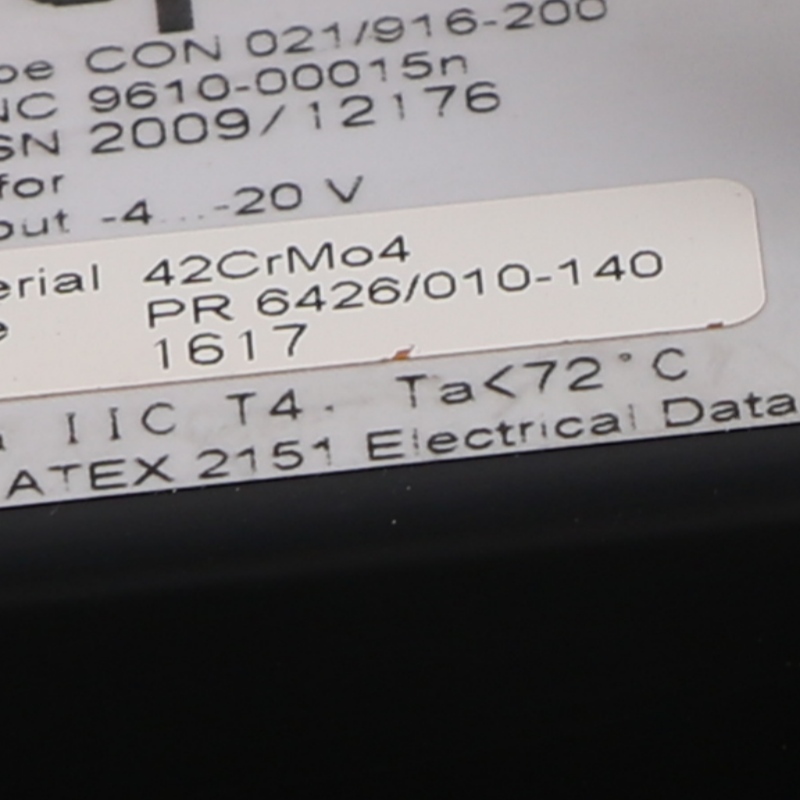 pe CON 021/916-200
NC 9610-00015n
SN 2009/12176
for
put -4...-20 V
erial 42CrMo4
e PR 6426/010-140
1617
IIC T4. Ta<72°C
ATEX 2151 Electrical Data